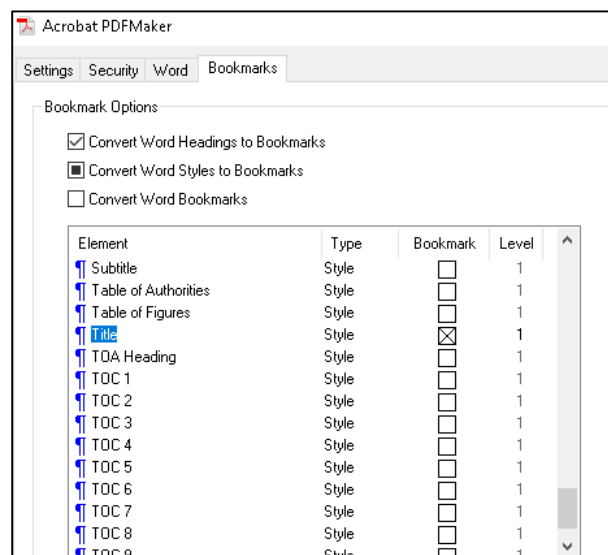 Acrobat PDFMaker
Settings Security Word Bookmarks
Bookmark Options
Convert Word Headings to Bookmarks
Convert Word Styles to Bookmarks
Convert Word Bookmarks
Element Type Bookmark Level
¶ Subtitle Style 1
¶ Table of Authorities Style 1
¶ Table of Figures Style 1
¶ Title Style 1
¶ TOA Heading Style 1
¶ TOC 1 Style 1
¶ TOC 2 Style 1
¶ TOC 3 Style 1
¶ TOC 4 Style 1
¶ TOC 5 Style 1
¶ TOC 6 Style 1
¶ TOC 7 Style 1
¶ TOC 8 Style 1
¶ TOC 9 Style 1